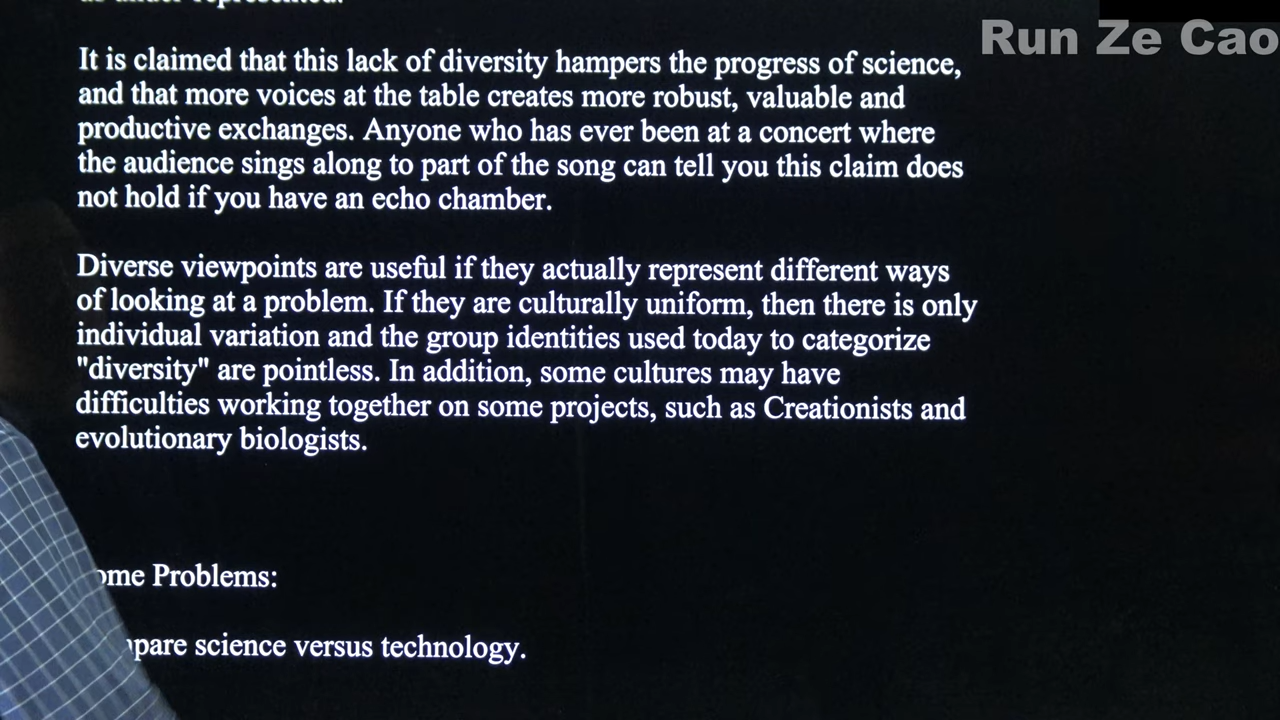 Run Ze Cao
It is claimed that this lack of diversity hampers the progress of science,
and that more voices at the table creates more robust, valuable and
productive exchanges. Anyone who has ever been at a concert where
the audience sings along to part of the song can tell you this claim does
not hold if you have an echo chamber.
Diverse viewpoints are useful if they actually represent different ways
of looking at a problem. If they are culturally uniform, then there is only
individual variation and the group identities used today to categorize
"diversity" are pointless. In addition, some cultures may have
difficulties working together on some projects, such as Creationists and
evolutionary biologists.
Problems:
science versus technology.